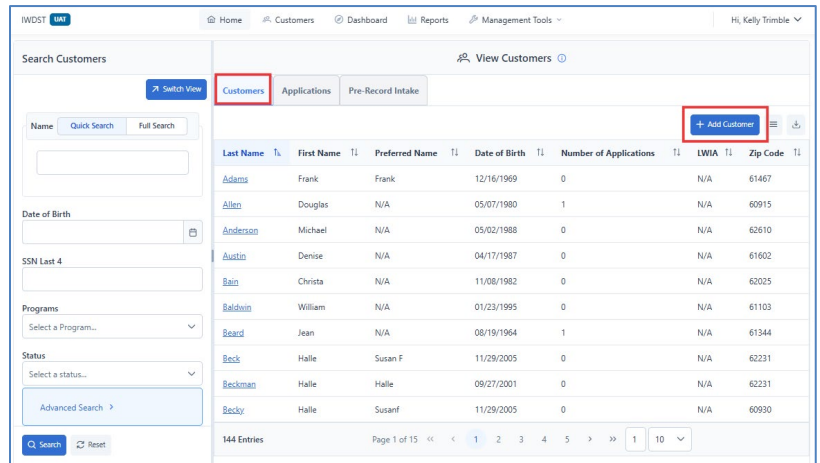 IWDST UAT Home Customers Dashboard Reports Management Tools Hi, Kelly Trimble
Search Customers
Switch View
Name Quick Search Full Search
Date of Birth
SSN Last 4
Programs
Select a Program...
Status
Select a status...
Advanced Search >
Search Reset
View Customers
Customers Applications Pre-Record Intake
+ Add Customer
Last Name First Name Preferred Name Date of Birth Number of Applications LWIA Zip Code
Adams Frank Frank 12/16/1969 0 N/A 61467
Allen Douglas N/A 05/07/1980 1 N/A 60915
Anderson Michael N/A 05/02/1988 0 N/A 62610
Austin Denise N/A 04/17/1987 0 N/A 61602
Bain Christa N/A 11/08/1982 0 N/A 62025
Baldwin William N/A 01/23/1995 0 N/A 61103
Beard Jean N/A 08/19/1964 1 N/A 61344
Beck Halle Susan F 11/29/2005 0 N/A 62231
Beckman Halle Halle 09/27/2001 0 N/A 62231
Becky Halle Susanf 11/29/2005 0 N/A 60930
144 Entries Page 1 of 15 << < 1 2 3 4 5 > >> 1 10